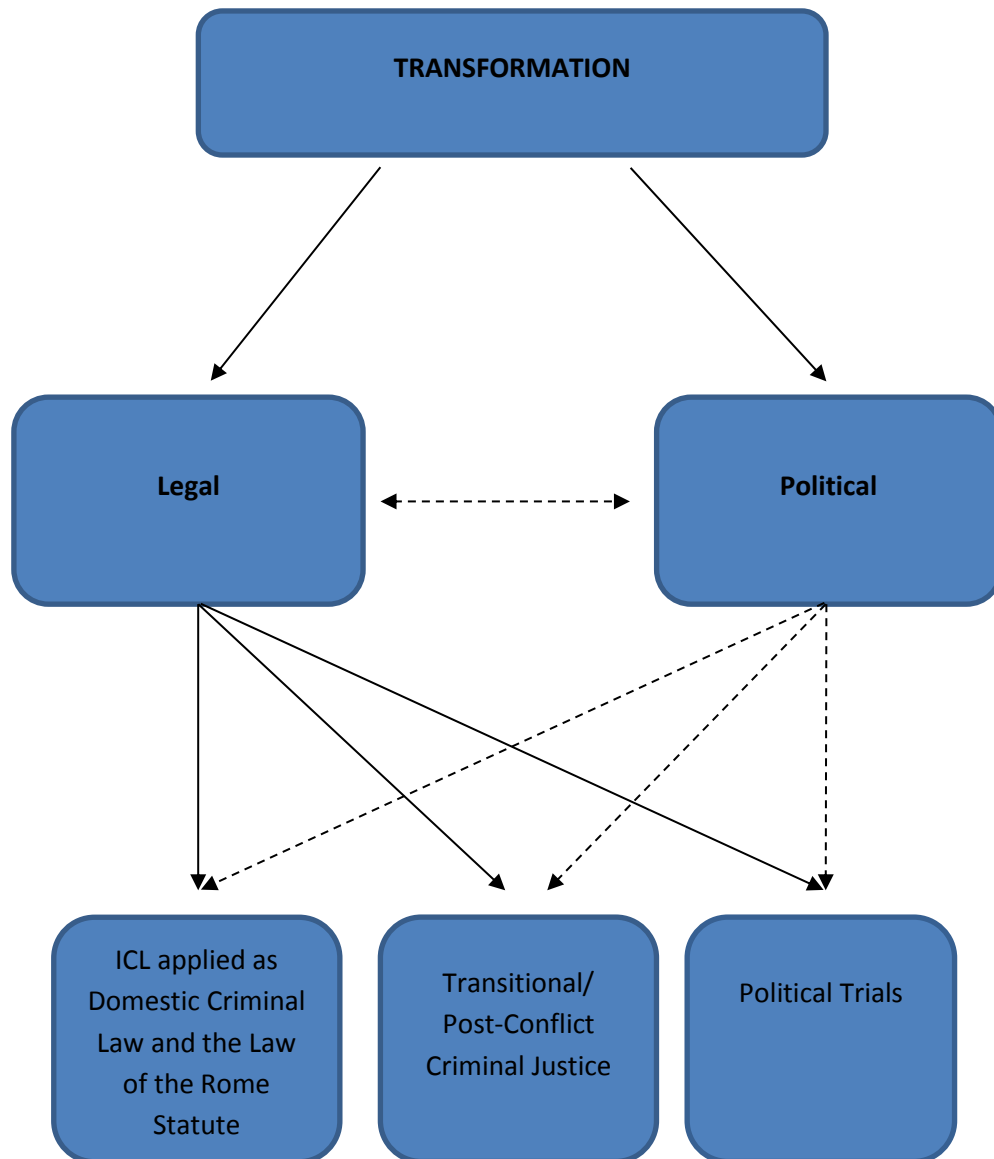 TRANSFORMATION
Legal
Political
ICL applied as
Domestic Criminal
Law and the Law
of the Rome
Statute
Transitional/
Post-Conflict
Criminal Justice
Political Trials